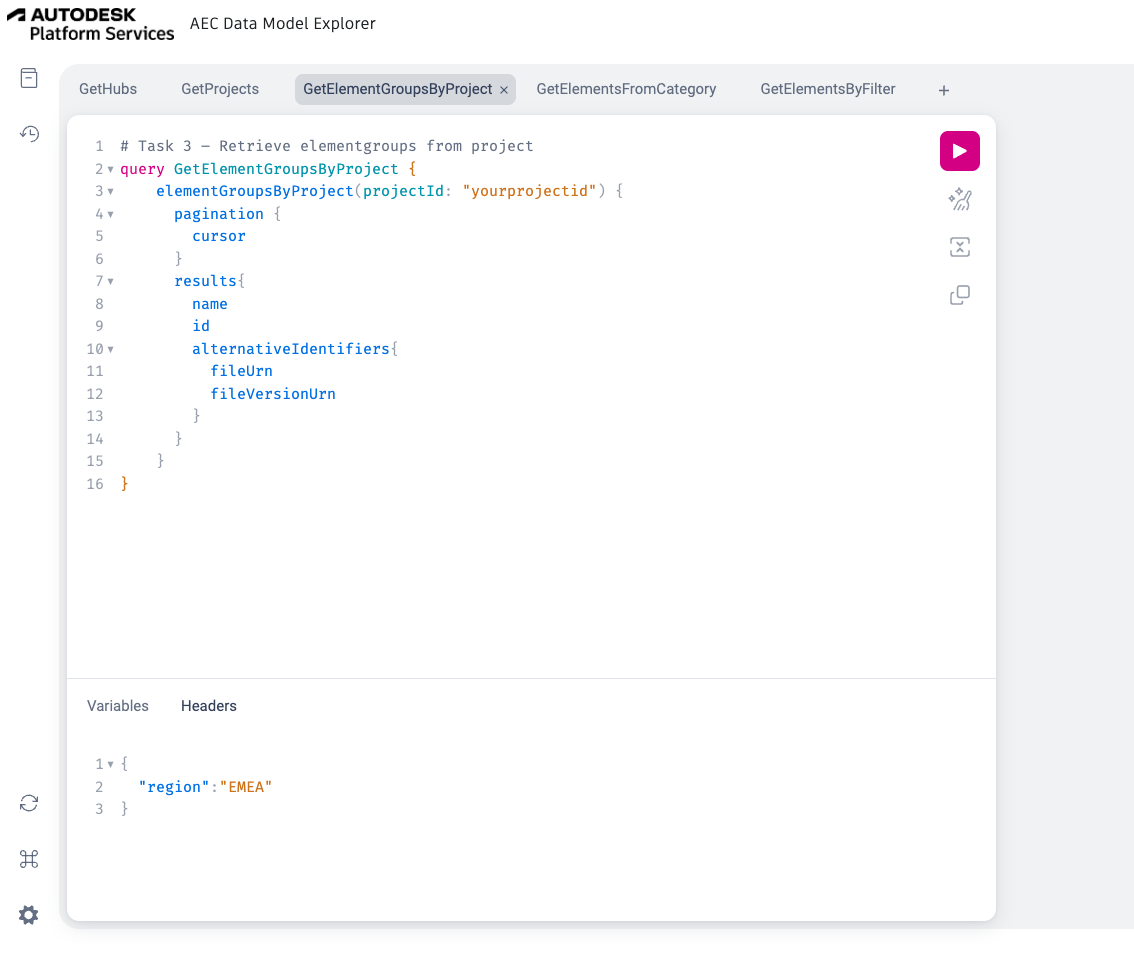 AUTODESK
Platform Services
AEC Data Model Explorer
GetHubs GetProjects GetElementGroupsByProject × GetElementsFromCategory GetElementsByFilter +
1 # Task 3 – Retrieve elementgroups from project
2 query GetElementGroupsByProject {
3 elementGroupsByProject(projectId: "yourprojectid") {
4 pagination {
5 cursor
6 }
7 results{
8 name
9 id
10 alternativeIdentifiers{
11 fileUrn
12 fileVersionUrn
13 }
14 }
15 }
16 }
Variables Headers
1 {
2 "region":"EMEA"
3 }